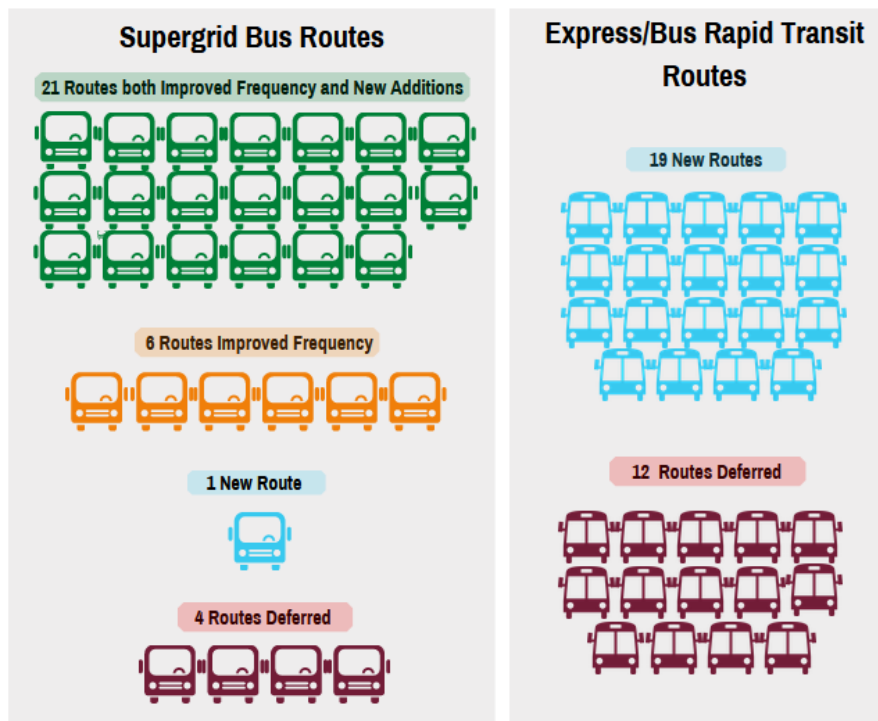 Supergrid Bus Routes
21 Routes both Improved Frequency and New Additions
6 Routes Improved Frequency
1 New Route
4 Routes Deferred
Express/Bus Rapid Transit
Routes
19 New Routes
12 Routes Deferred